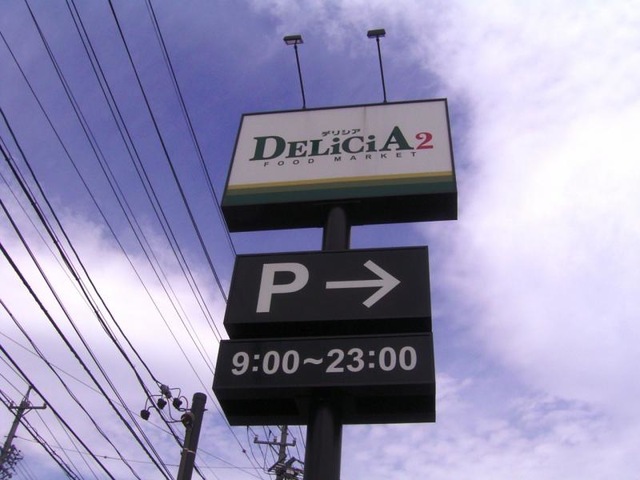 デリシア
DELiCiA2
FOOD MARKET
P→
9:00~23:00